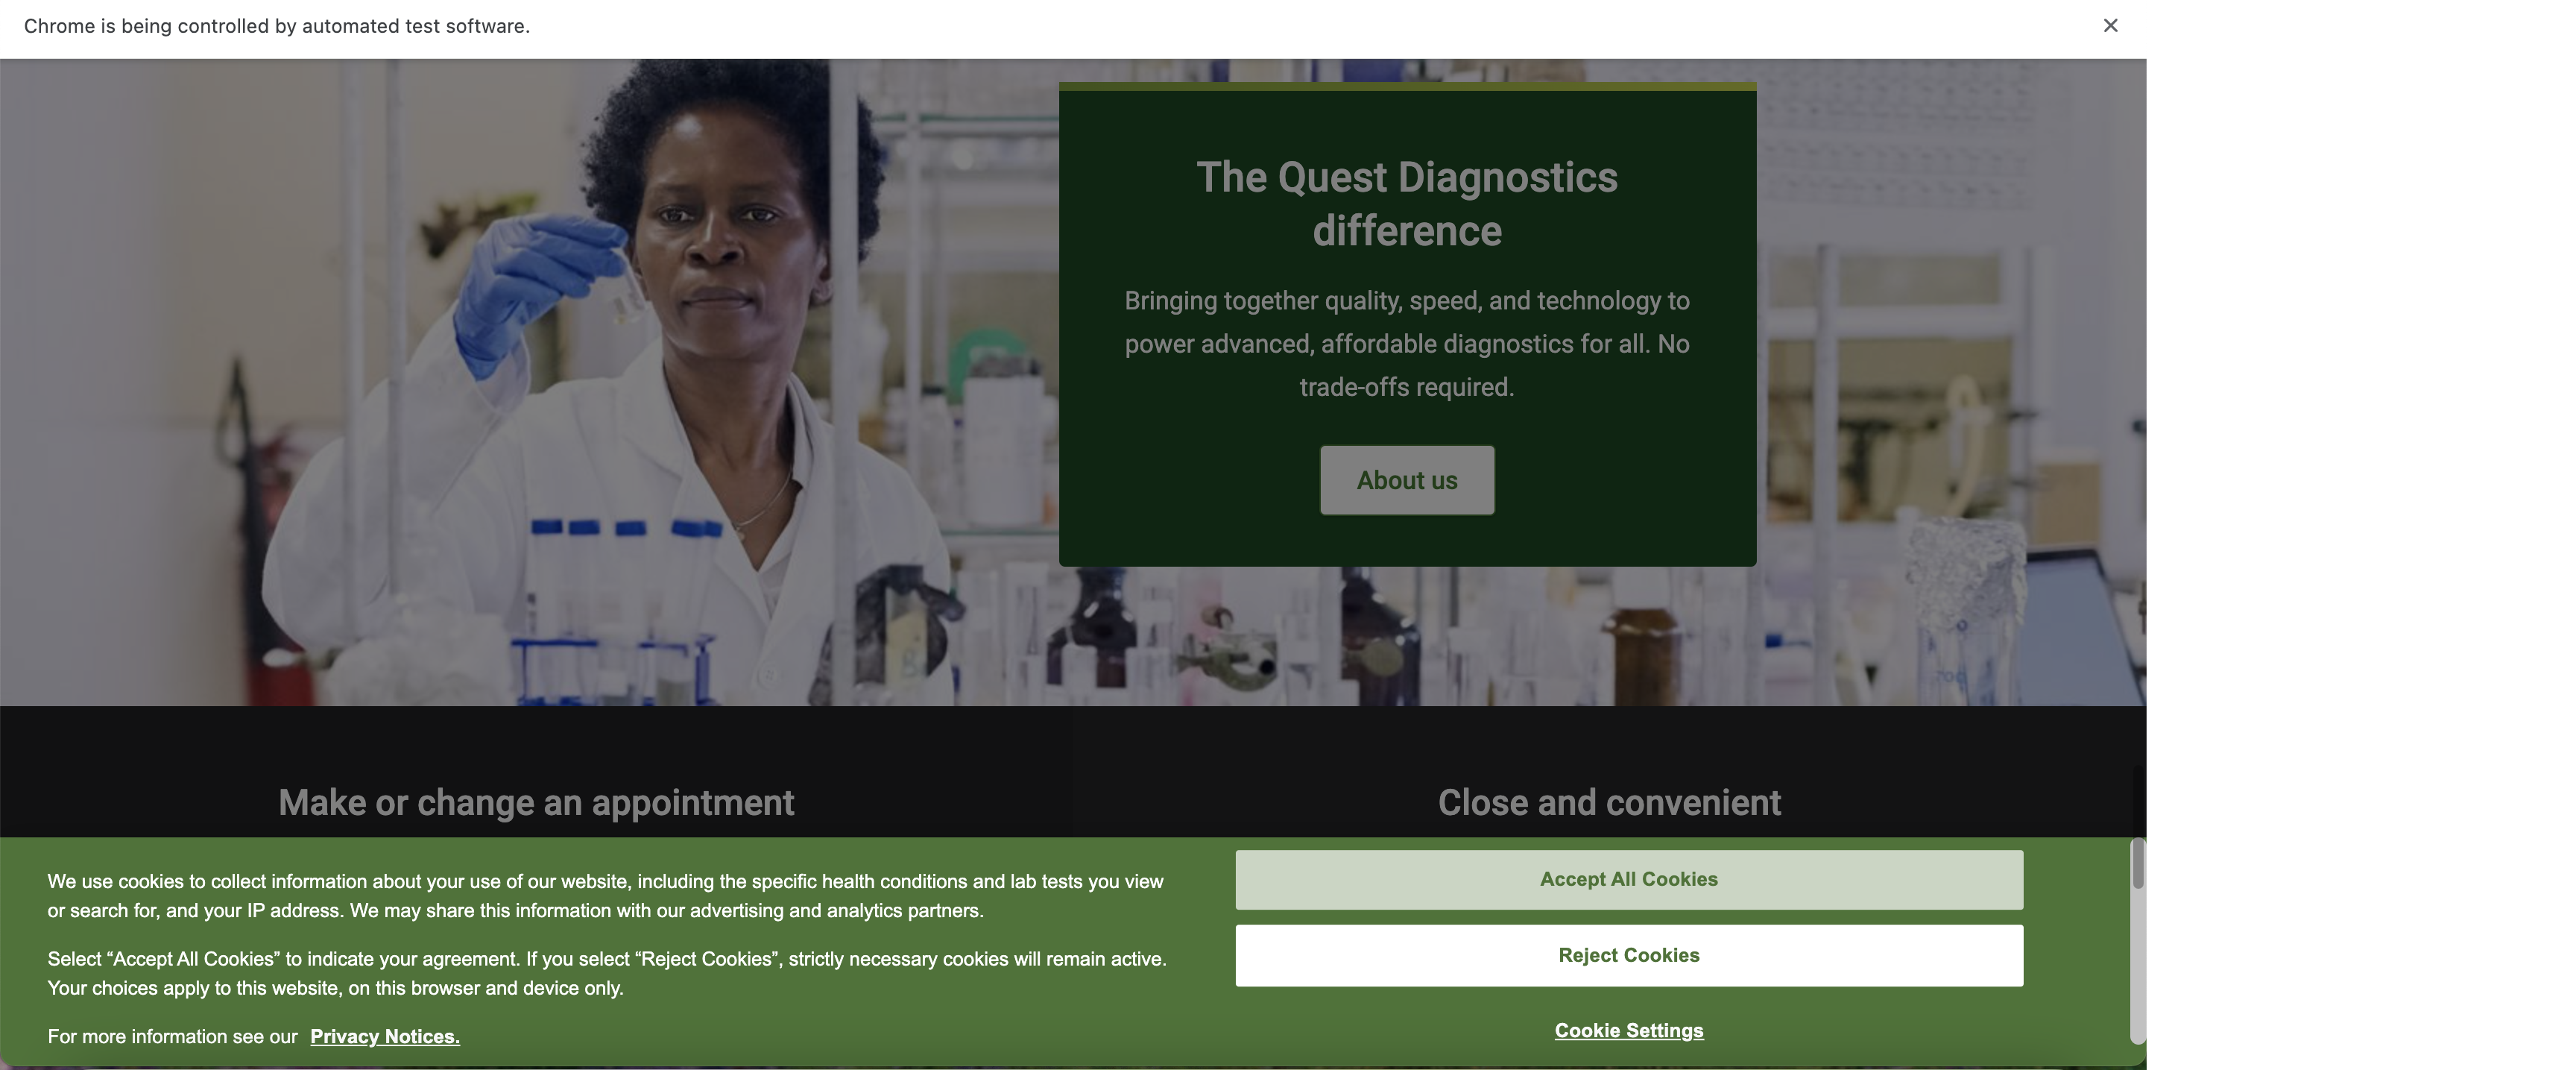 Chrome is being controlled by automated test software.
The Quest Diagnostics
difference
Bringing together quality, speed, and technology to
power advanced, affordable diagnostics for all. No
trade-offs required.
About us
Make or change an appointment
Close and convenient
We use cookies to collect information about your use of our website, including the specific health conditions and lab tests you view
or search for, and your IP address. We may share this information with our advertising and analytics partners.
Select “Accept All Cookies” to indicate your agreement. If you select “Reject Cookies”, strictly necessary cookies will remain active.
Your choices apply to this website, on this browser and device only.
For more information see our Privacy Notices.
Accept All Cookies
Reject Cookies
Cookie Settings